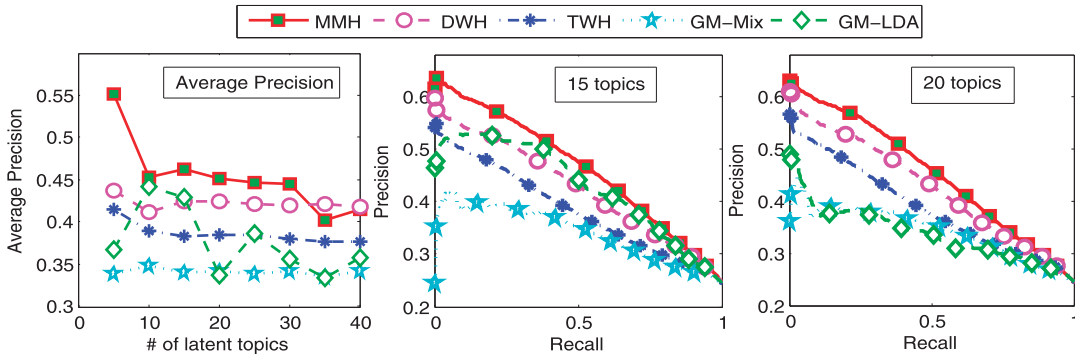 MMH DWH TWH GM-Mix GM-LDA
Average Precision
0.55
0.5
0.45
0.4
0.35
0.3
0 10 20 30 40
# of latent topics
Average Precision
15 topics
Precision
0.6
0.5
0.4
0.3
0.2
0 0.5 1
Recall
20 topics
Precision
0.6
0.5
0.4
0.3
0.2
0 0.5 1
Recall